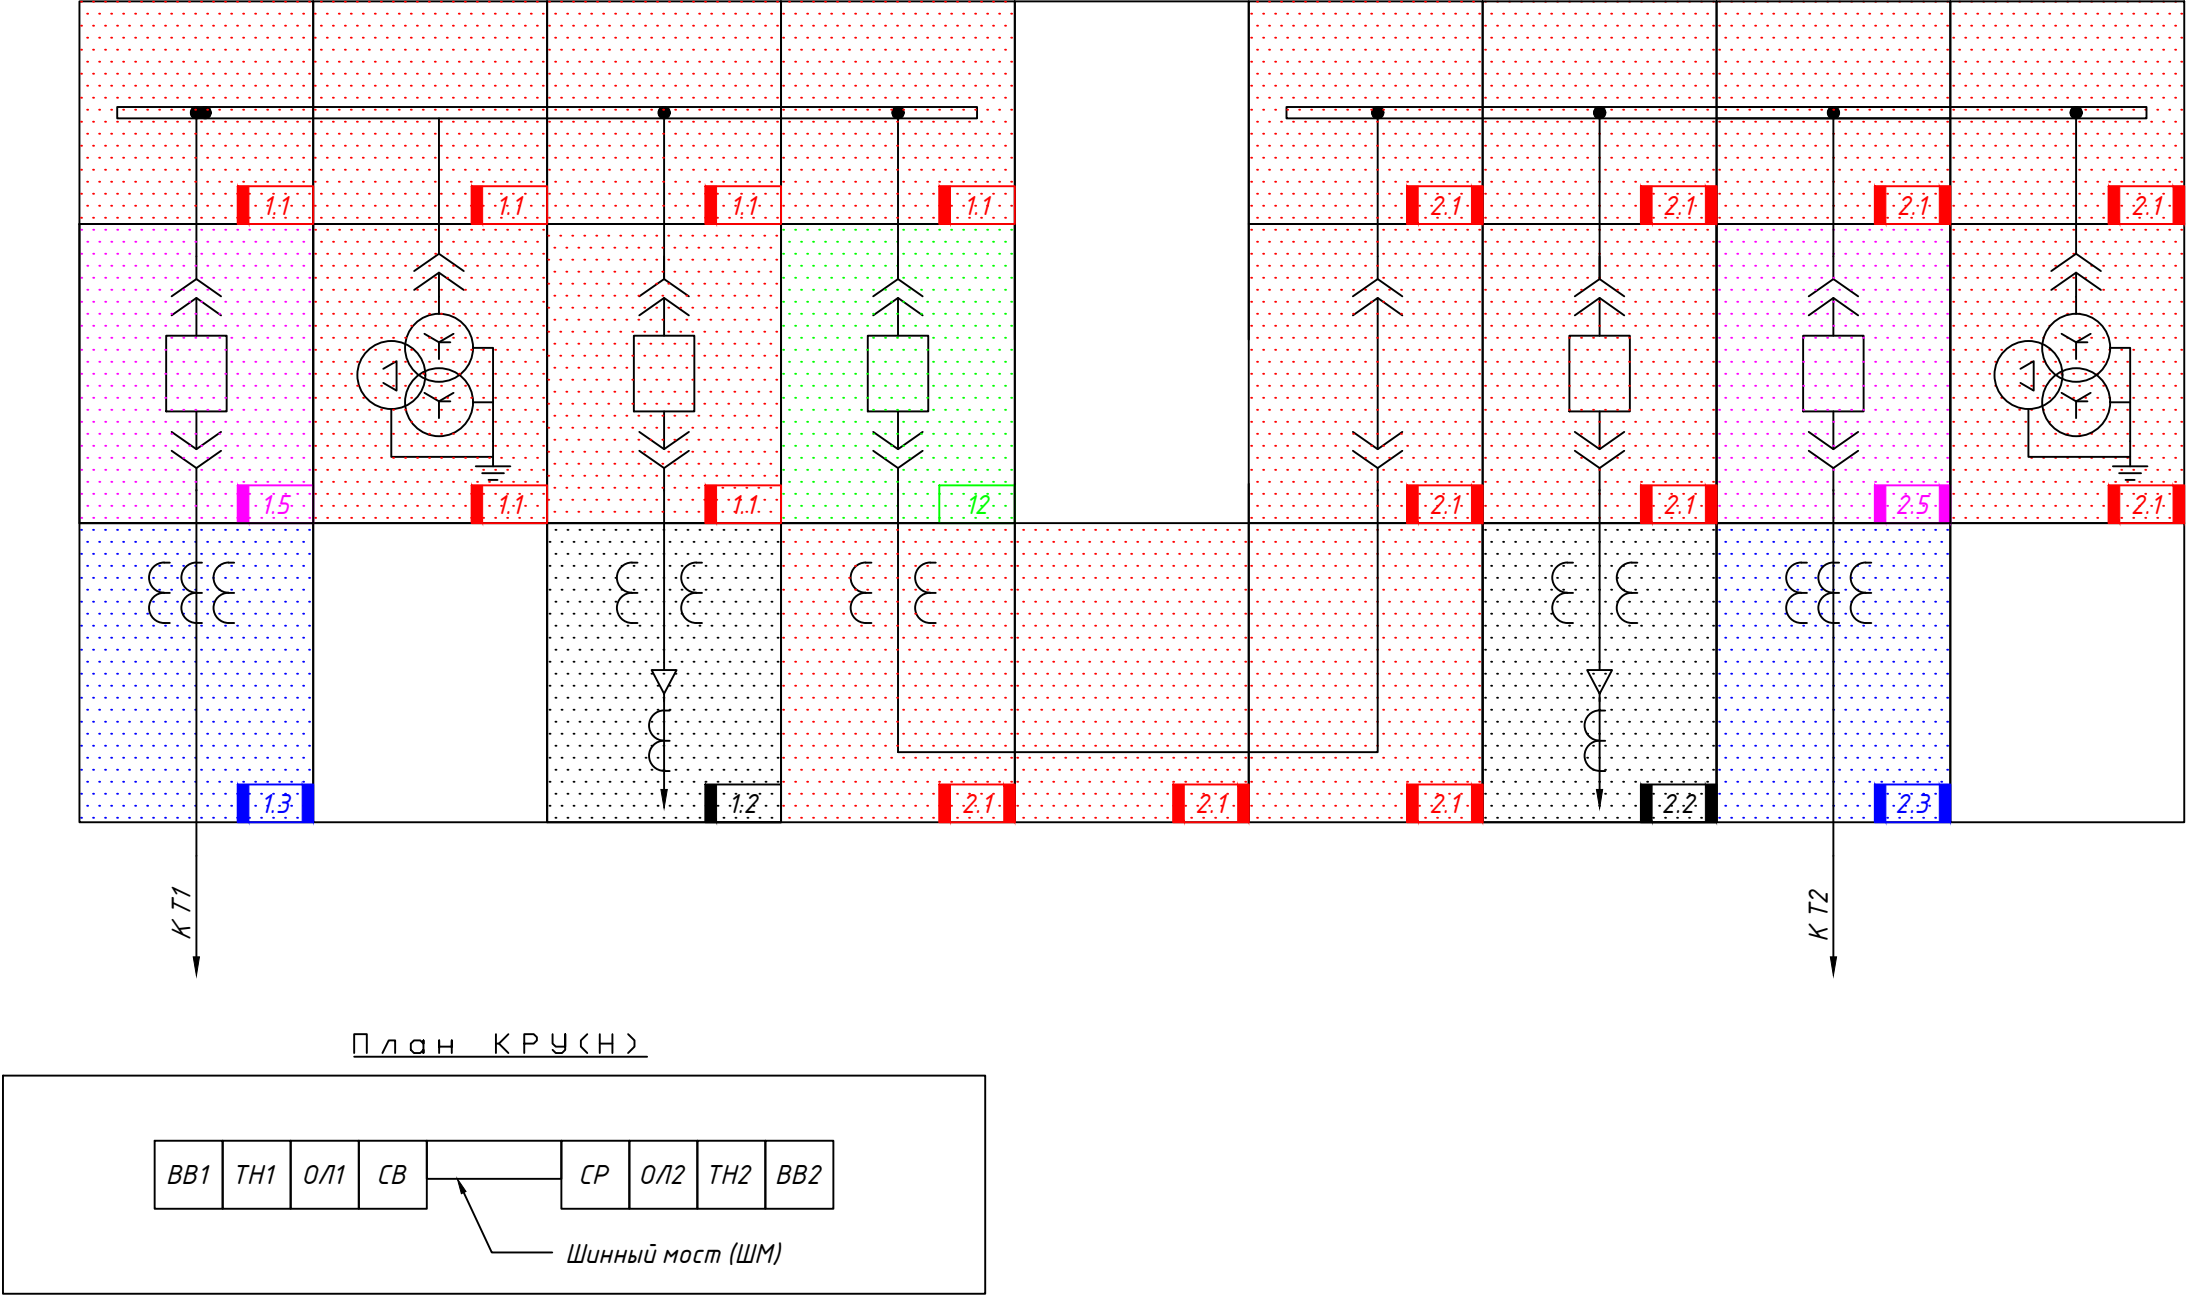 1.1 1.1 1.1 1.1 2.1 2.1 2.1 2.1
1.5 1.1 1.1 12 2.1 2.1 2.5 2.1
1.3 1.2 2.1 2.1 2.1 2.2 2.3
К Т1 К Т2
План КРУ(Н)
ВВ1 ТН1 ОЛ1 СВ СР ОЛ2 ТН2 ВВ2
Шинный мост (ШМ)